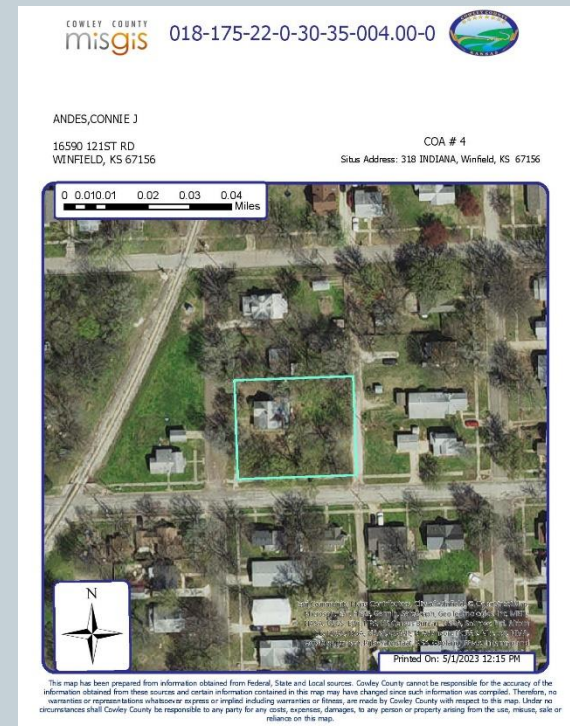 COWLEY COUNTY
misgis
018-175-22-0-30-35-004.00-0
ANDES,CONNIE J
16590 121ST RD
WINFIELD, KS 67156
COA # 4
Situs Address: 318 INDIANA, Winfield, KS 67156
0 0.010.01 0.02 0.03 0.04
Miles
N
Printed On: 5/1/2023 12:15 PM
This map has been prepared from information obtained from Federal, State and Local sources. Cowley County cannot be responsible for the accuracy of the
information obtained from these sources and certain information contained in this map may have changed since such information was compiled. Therefore, no
warranties or representations whatsoever express or implied including warranties or fitness, are made by Cowley County with respect to this map. Under no
circumstances shall Cowley County be responsible to any party for any costs, expenses, damages, to any person or property arising from the use, misuse, sale or
reliance on this map.